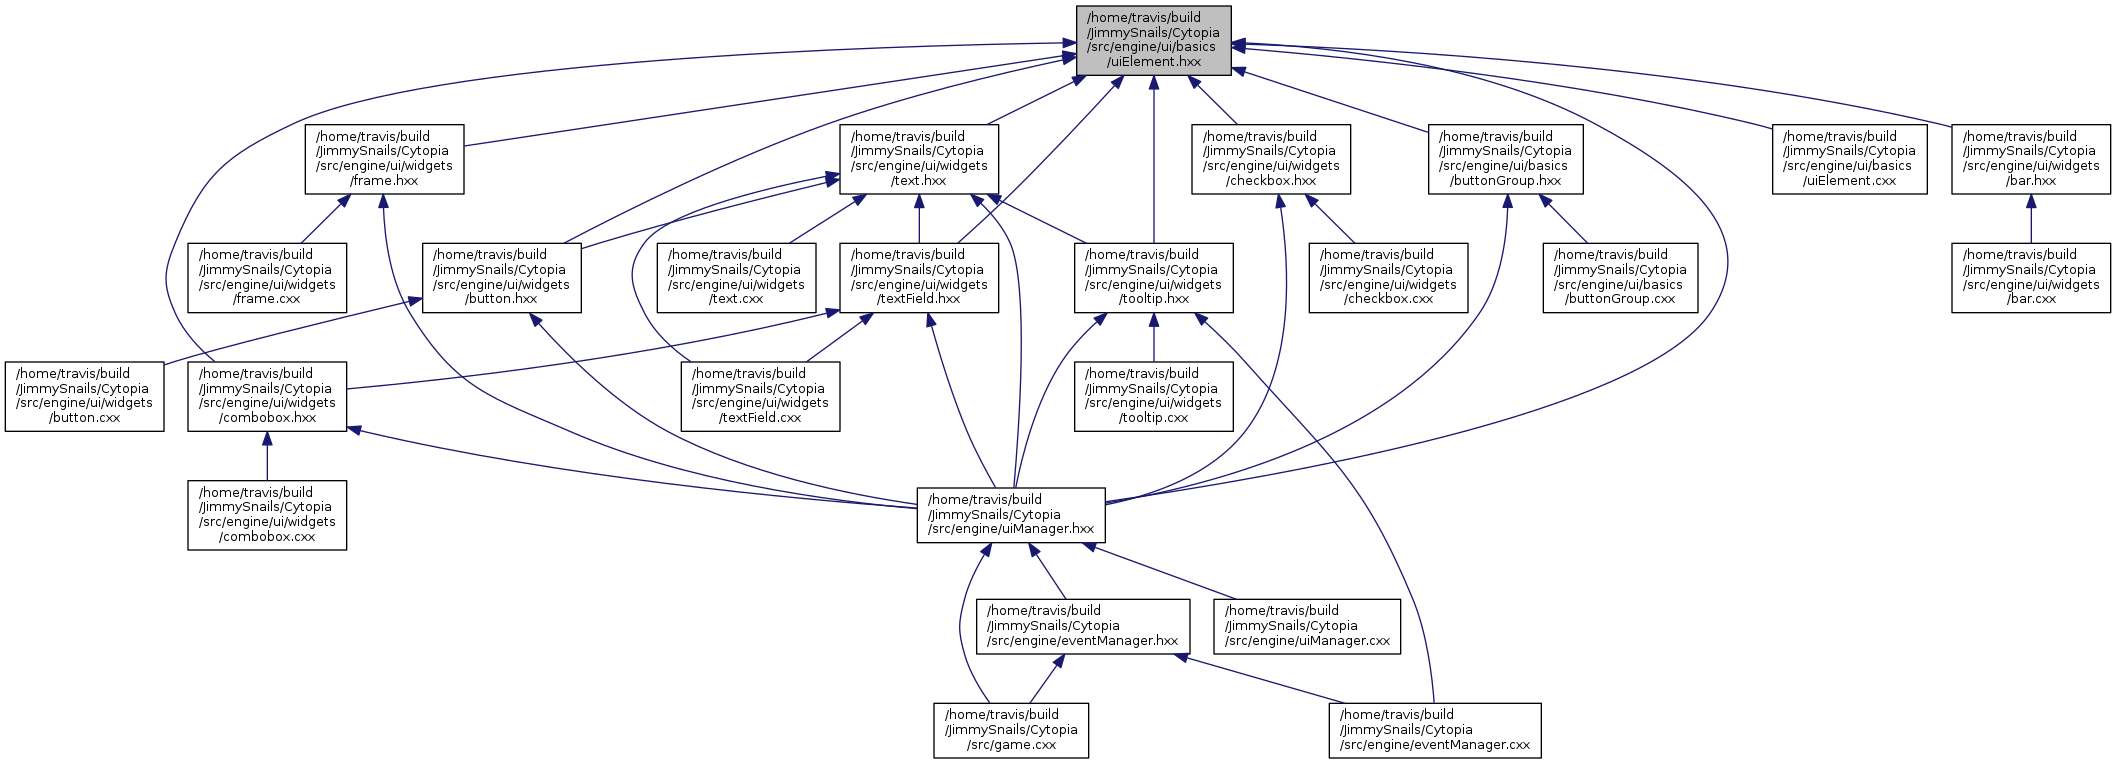 /home/travis/build
/JimmySnails/Cytopia
/src/engine/ui/basics
/uiElement.hxx
/home/travis/build
/JimmySnails/Cytopia
/src/engine/ui/widgets
/frame.hxx
/home/travis/build
/JimmySnails/Cytopia
/src/engine/ui/widgets
/text.hxx
/home/travis/build
/JimmySnails/Cytopia
/src/engine/ui/widgets
/checkbox.hxx
/home/travis/build
/JimmySnails/Cytopia
/src/engine/ui/basics
/buttonGroup.hxx
/home/travis/build
/JimmySnails/Cytopia
/src/engine/ui/basics
/uiElement.cxx
/home/travis/build
/JimmySnails/Cytopia
/src/engine/ui/widgets
/bar.hxx
/home/travis/build
/JimmySnails/Cytopia
/src/engine/ui/widgets
/frame.cxx
/home/travis/build
/JimmySnails/Cytopia
/src/engine/ui/widgets
/button.hxx
/home/travis/build
/JimmySnails/Cytopia
/src/engine/ui/widgets
/text.cxx
/home/travis/build
/JimmySnails/Cytopia
/src/engine/ui/widgets
/textField.hxx
/home/travis/build
/JimmySnails/Cytopia
/src/engine/ui/widgets
/tooltip.hxx
/home/travis/build
/JimmySnails/Cytopia
/src/engine/ui/widgets
/checkbox.cxx
/home/travis/build
/JimmySnails/Cytopia
/src/engine/ui/basics
/buttonGroup.cxx
/home/travis/build
/JimmySnails/Cytopia
/src/engine/ui/widgets
/bar.cxx
/home/travis/build
/JimmySnails/Cytopia
/src/engine/ui/widgets
/button.cxx
/home/travis/build
/JimmySnails/Cytopia
/src/engine/ui/widgets
/combobox.hxx
/home/travis/build
/JimmySnails/Cytopia
/src/engine/ui/widgets
/textField.cxx
/home/travis/build
/JimmySnails/Cytopia
/src/engine/ui/widgets
/tooltip.cxx
/home/travis/build
/JimmySnails/Cytopia
/src/engine/ui/widgets
/combobox.cxx
/home/travis/build
/JimmySnails/Cytopia
/src/engine/uiManager.hxx
/home/travis/build
/JimmySnails/Cytopia
/src/engine/eventManager.hxx
/home/travis/build
/JimmySnails/Cytopia
/src/engine/uiManager.cxx
/home/travis/build
/JimmySnails/Cytopia
/src/game.cxx
/home/travis/build
/JimmySnails/Cytopia
/src/engine/eventManager.cxx